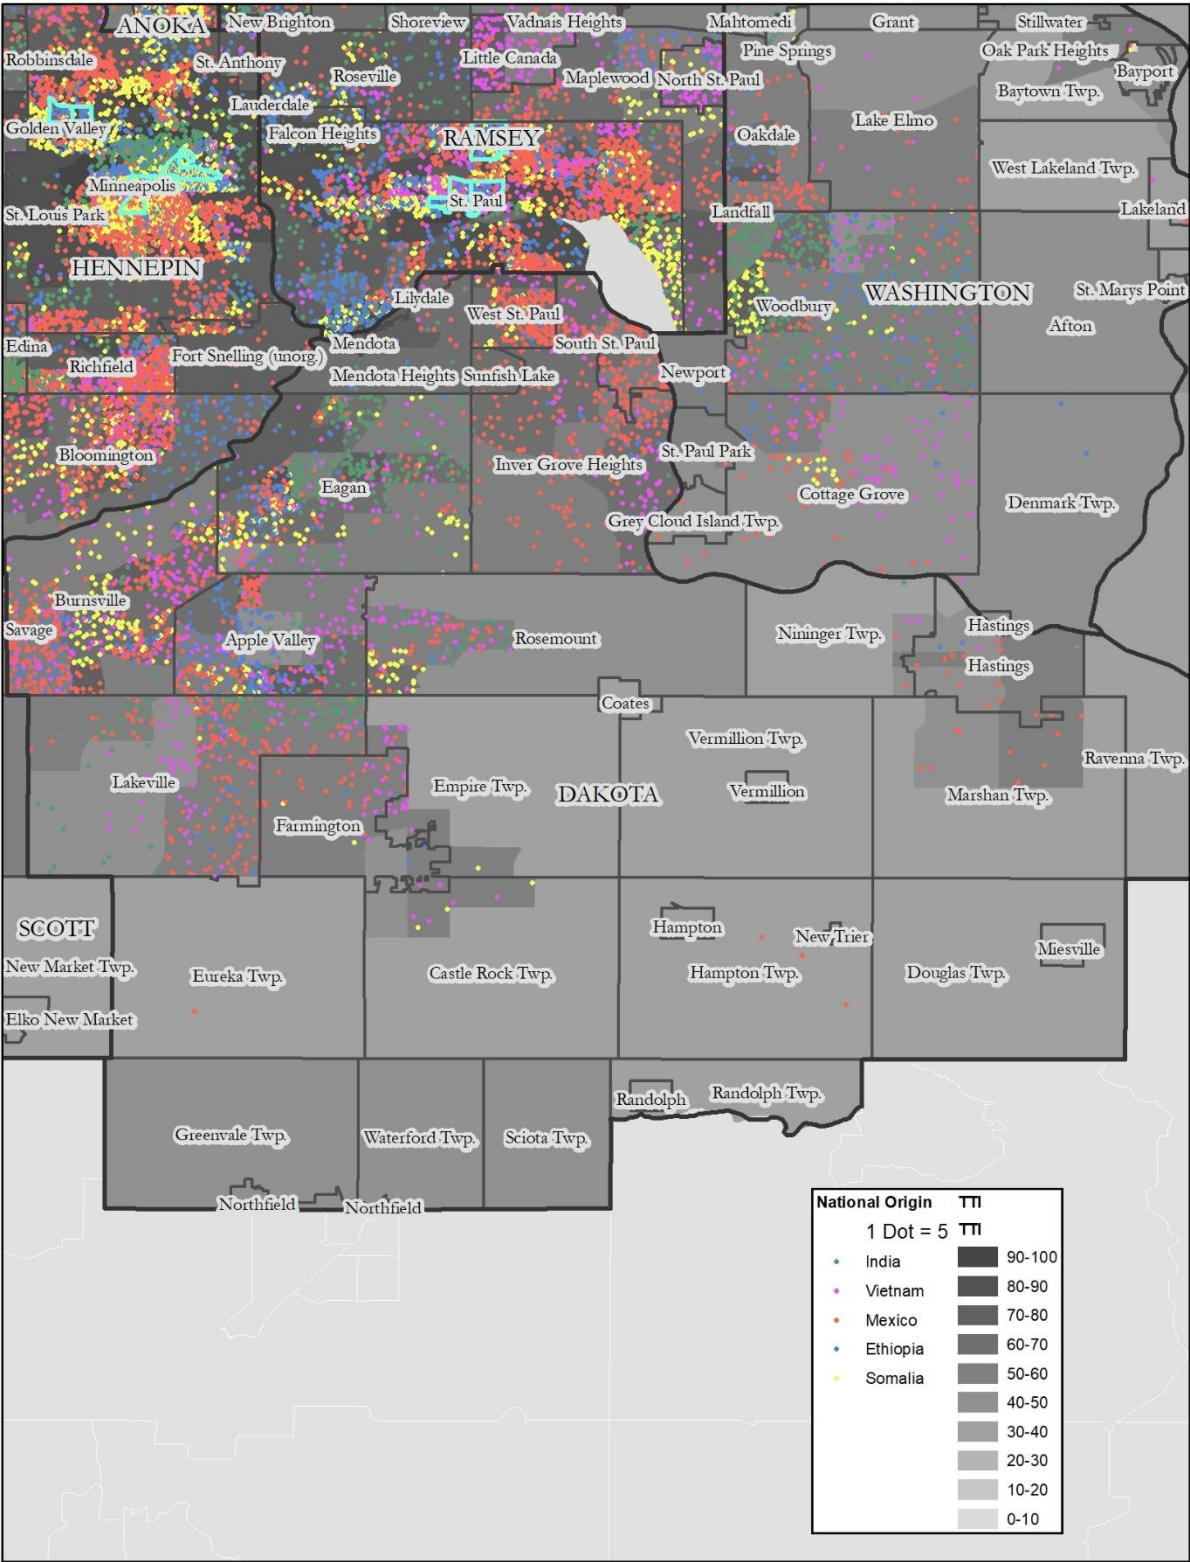 ANOKA
New Brighton
Shoreview
Vadnais Heights
Mahtomedi
Grant
Stillwater
Robbinsdale
St. Anthony
Roseville
Little Canada
Maplewood
North St. Paul
Pine Springs
Oak Park Heights
Bayport
Baytown Twp.
Lauderdale
Golden Valley
Falcon Heights
RAMSEY
Oakdale
Lake Elmo
West Lakeland Twp.
Minneapolis
St. Paul
St. Louis Park
Landfall
Lakeland
HENNEPIN
Lilydale
West St. Paul
Woodbury
WASHINGTON
St. Marys Point
Afton
Edina
Richfield
Fort Snelling (unorg.)
Mendota
South St. Paul
Mendota Heights
Sunfish Lake
Newport
Bloomington
Eagan
Inver Grove Heights
St. Paul Park
Cottage Grove
Denmark Twp.
Grey Cloud Island Twp.
Burnsville
Savage
Apple Valley
Rosemount
Nininger Twp.
Hastings
Hastings
Coates
Vermillion Twp.
Ravenna Twp.
Lakeville
Empire Twp.
DAKOTA
Vermillion
Marshan Twp.
Farmington
SCOTT
Hampton
New Trier
Miesville
New Market Twp.
Eureka Twp.
Castle Rock Twp.
Hampton Twp.
Douglas Twp.
Elko New Market
Randolph
Randolph Twp.
Greenvale Twp.
Waterford Twp.
Sciota Twp.
Northfield
Northfield
National Origin TTI
1 Dot = 5 TTI
India
Vietnam
Mexico
Ethiopia
Somalia
90-100
80-90
70-80
60-70
50-60
40-50
30-40
20-30
10-20
0-10